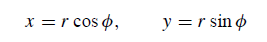 x = r cos ϕ, y = r sin ϕ